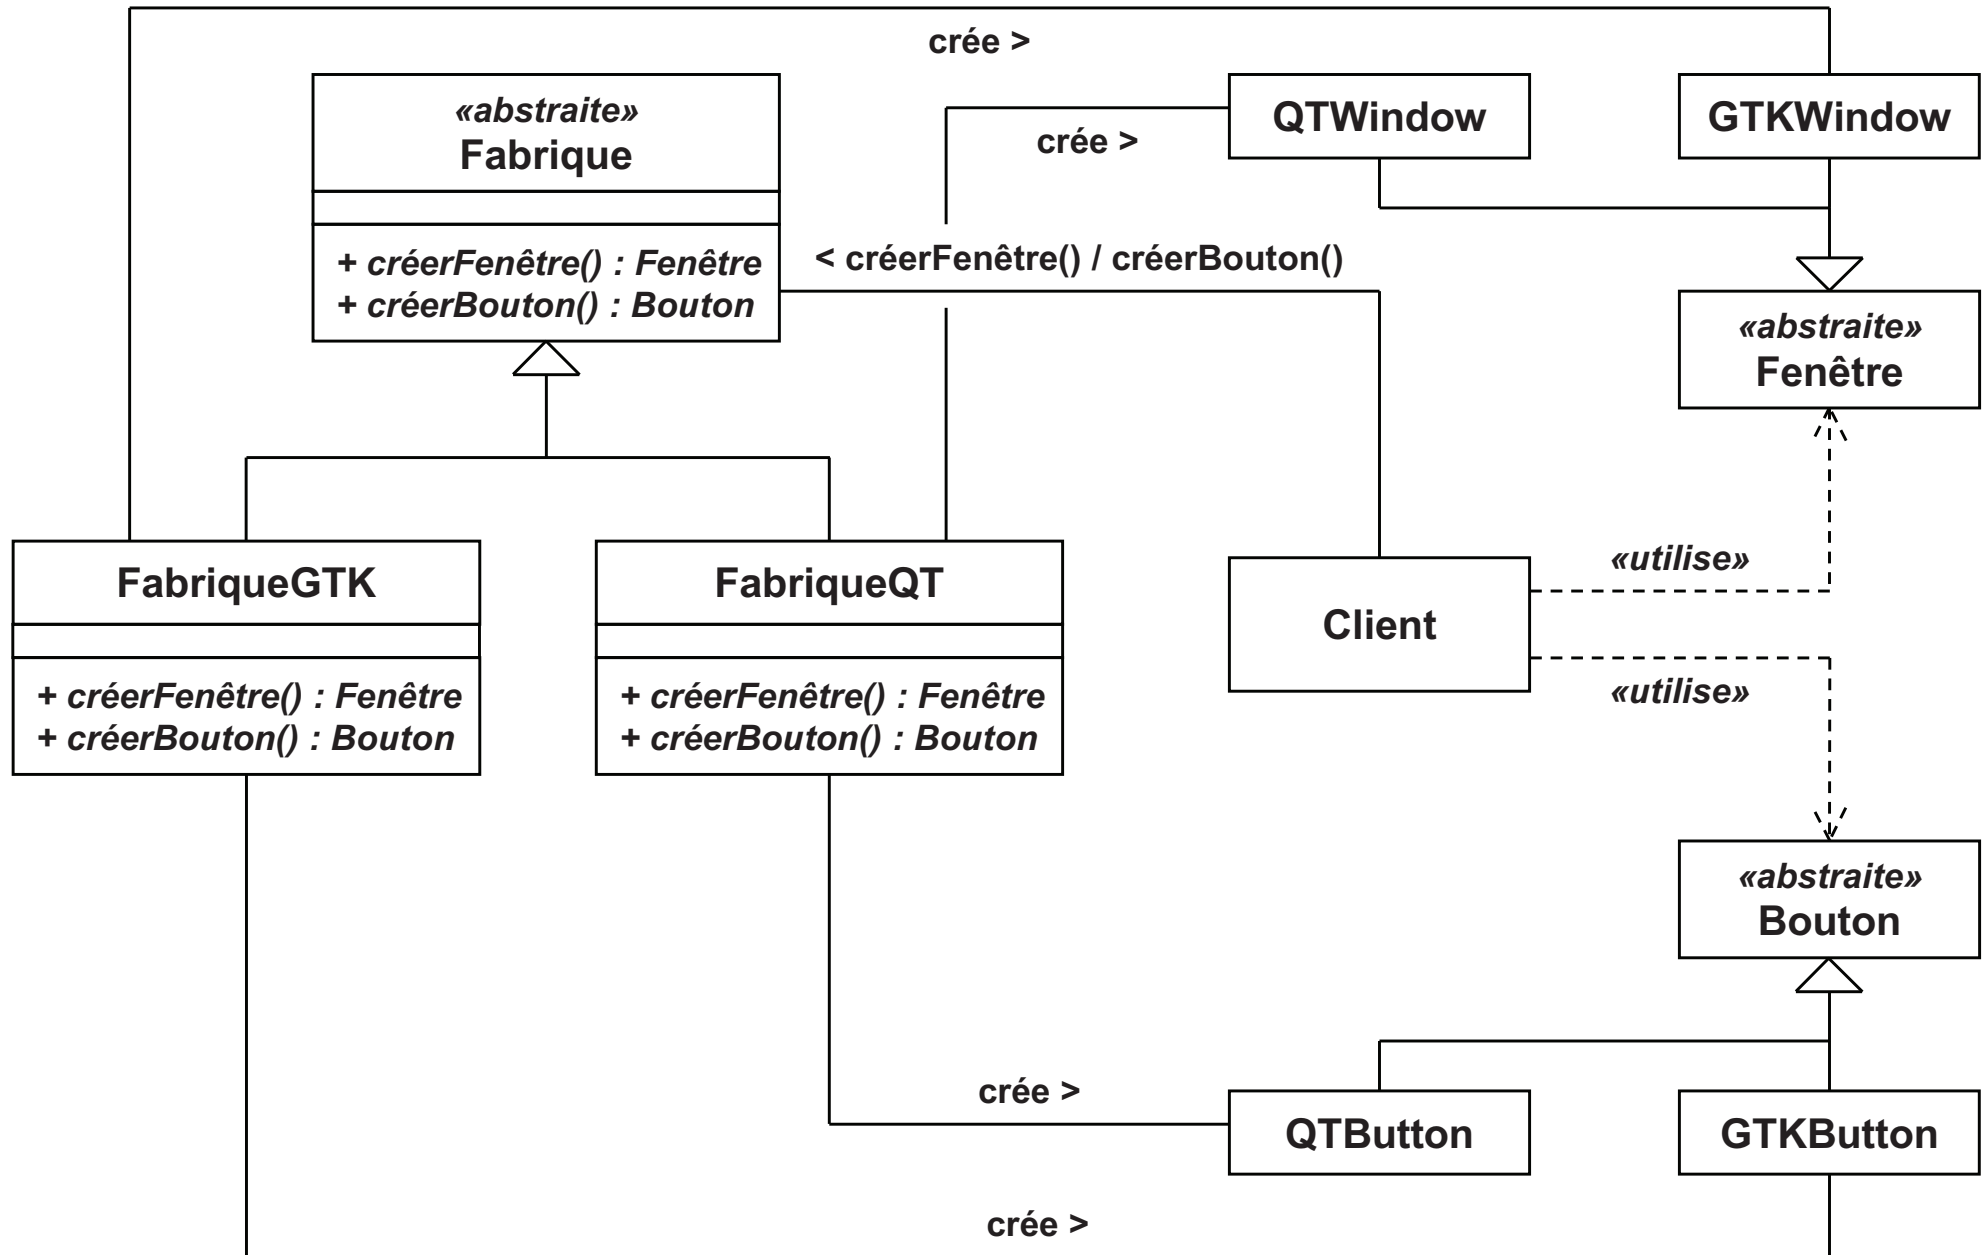 crée >
«abstraite»
Fabrique
+ créerFenêtre() : Fenêtre
+ créerBouton() : Bouton
crée >
QTWindow
GTKWindow
< créerFenêtre() / créerBouton()
«abstraite»
Fenêtre
FabriqueGTK
+ créerFenêtre() : Fenêtre
+ créerBouton() : Bouton
FabriqueQT
+ créerFenêtre() : Fenêtre
+ créerBouton() : Bouton
Client
«utilise»
«utilise»
«abstraite»
Bouton
crée >
QTButton
GTKButton
crée >